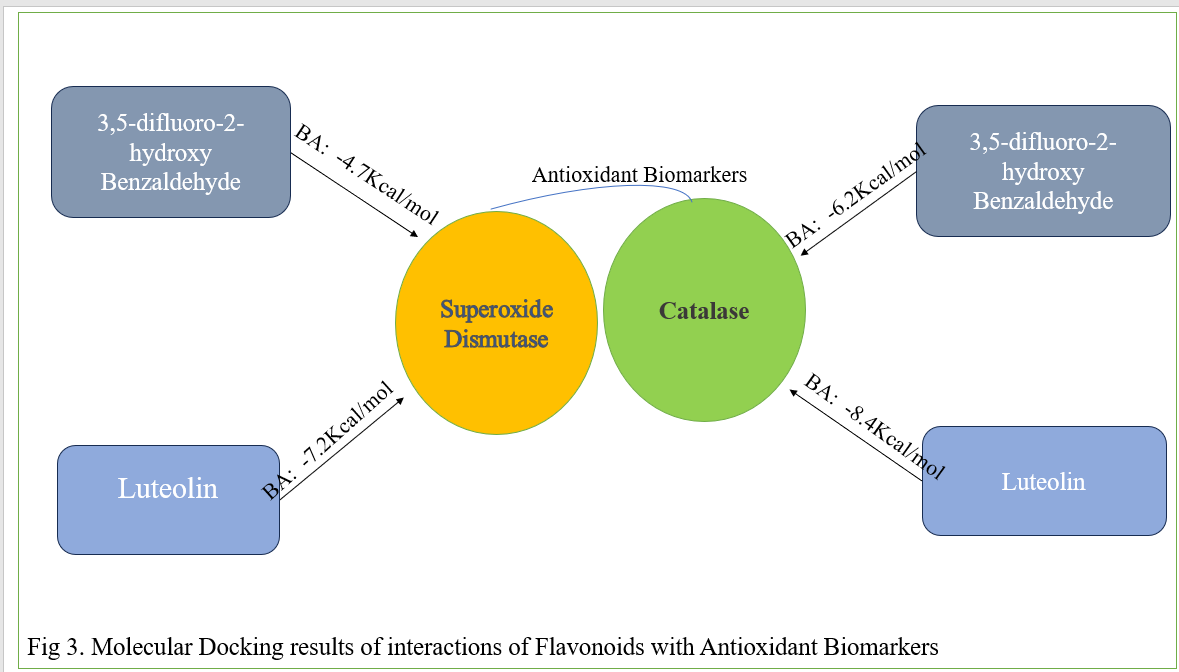 3,5-difluoro-2-
hydroxy
Benzaldehyde
BA: -4.7Kcal/mol
Antioxidant Biomarkers
BA: -6.2Kcal/mol
3,5-difluoro-2-
hydroxy
Benzaldehyde
Superoxide
Dismutase
Catalase
Luteolin
BA: -7.2Kcal/mol
BA: -8.4Kcal/mol
Luteolin
Fig 3. Molecular Docking results of interactions of Flavonoids with Antioxidant Biomarkers